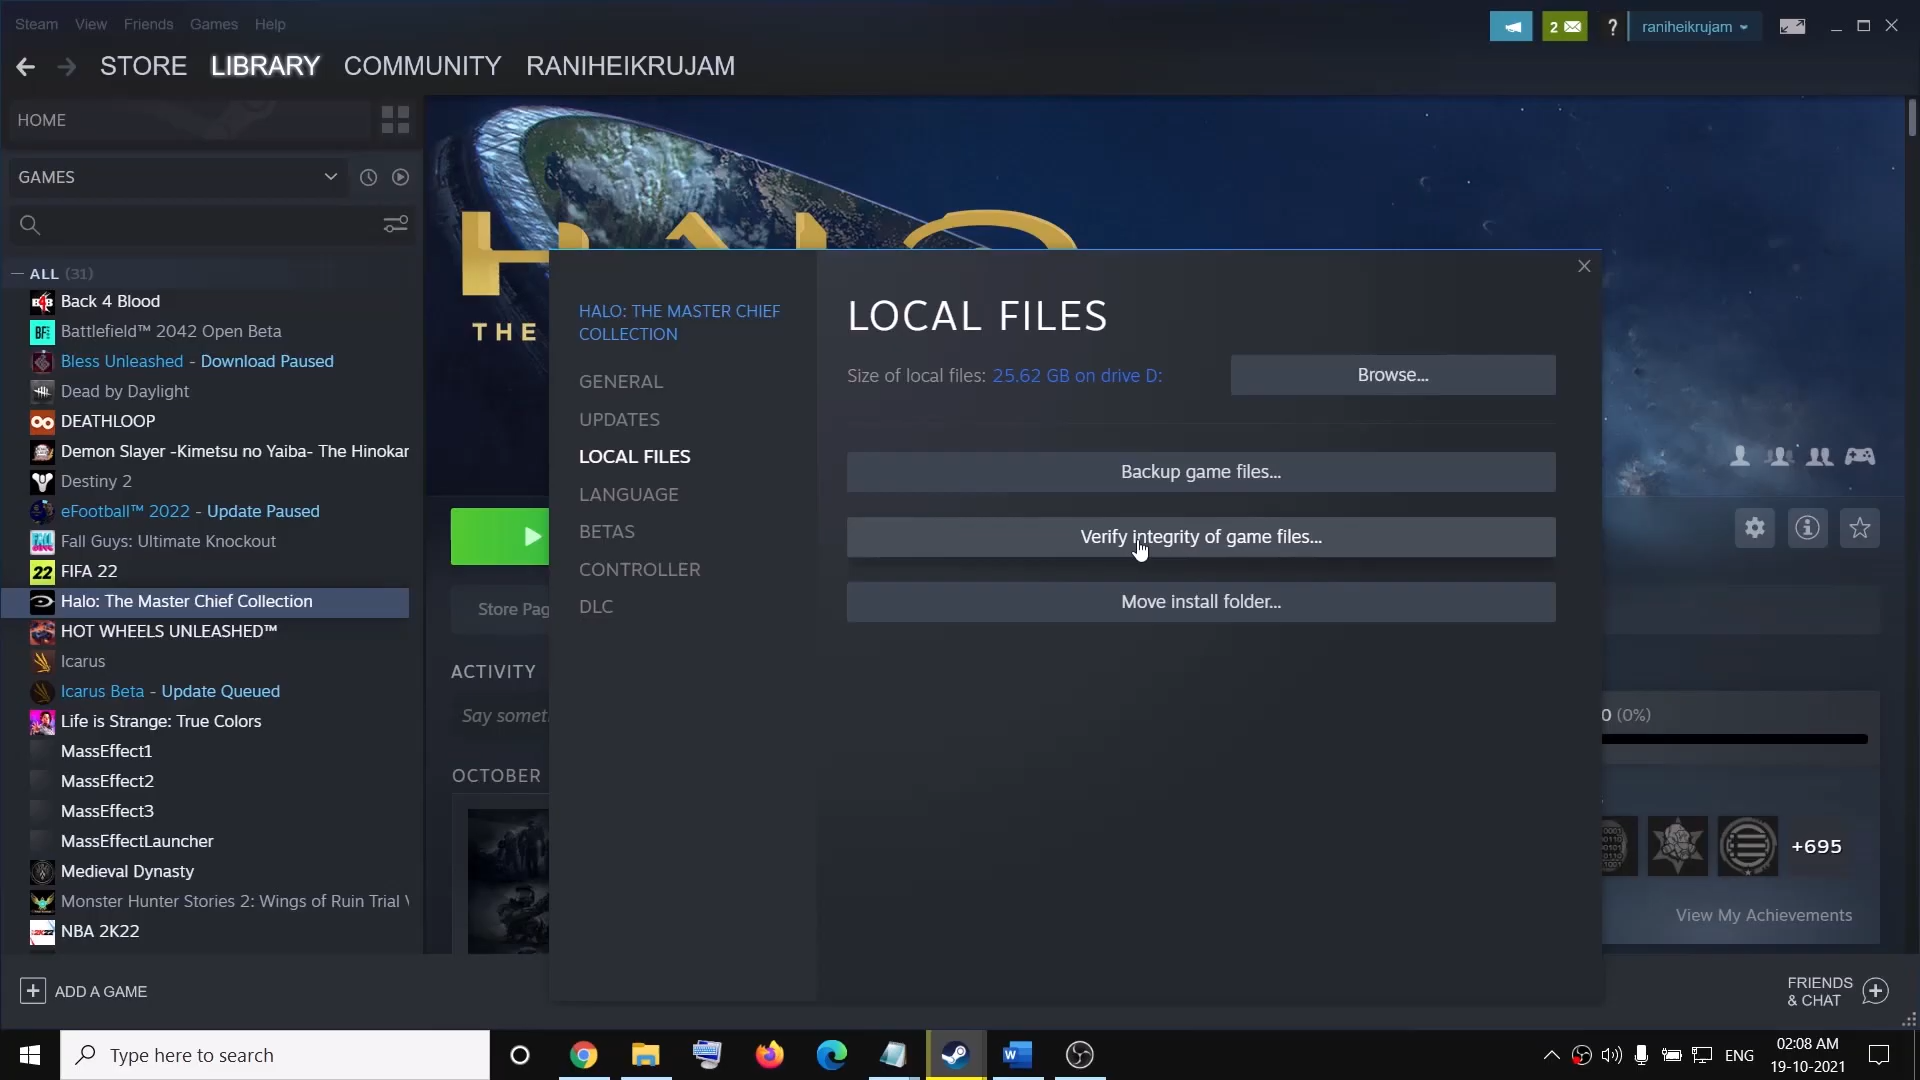 Steam View Friends Games Help
2
?
raniheikrujam
STORE LIBRARY COMMUNITY RANIHEIKRUJAM
HOME
GAMES
ALL (31)
Back 4 Blood
Battlefield™ 2042 Open Beta
Bless Unleashed - Download Paused
Dead by Daylight
DEATHLOOP
Demon Slayer -Kimetsu no Yaiba- The Hinokar
Destiny 2
eFootball™ 2022 - Update Paused
Fall Guys: Ultimate Knockout
22 FIFA 22
Halo: The Master Chief Collection
HOT WHEELS UNLEASHED™
Icarus
Icarus Beta - Update Queued
Life is Strange: True Colors
MassEffect1
MassEffect2
MassEffect3
MassEffectLauncher
Medieval Dynasty
Monster Hunter Stories 2: Wings of Ruin Trial V
NBA 2K22
ADD A GAME
THE
Store Pag
ACTIVITY
Say somet
OCTOBER
HALO: THE MASTER CHIEF
COLLECTION
GENERAL
UPDATES
LOCAL FILES
LANGUAGE
BETAS
CONTROLLER
DLC
LOCAL FILES
Size of local files: 25.62 GB on drive D:
Browse...
Backup game files...
Verify integrity of game files...
Move install folder...
0 (0%)
+695
View My Achievements
FRIENDS
& CHAT
Type here to search
ENG
02:08 AM
19-10-2021